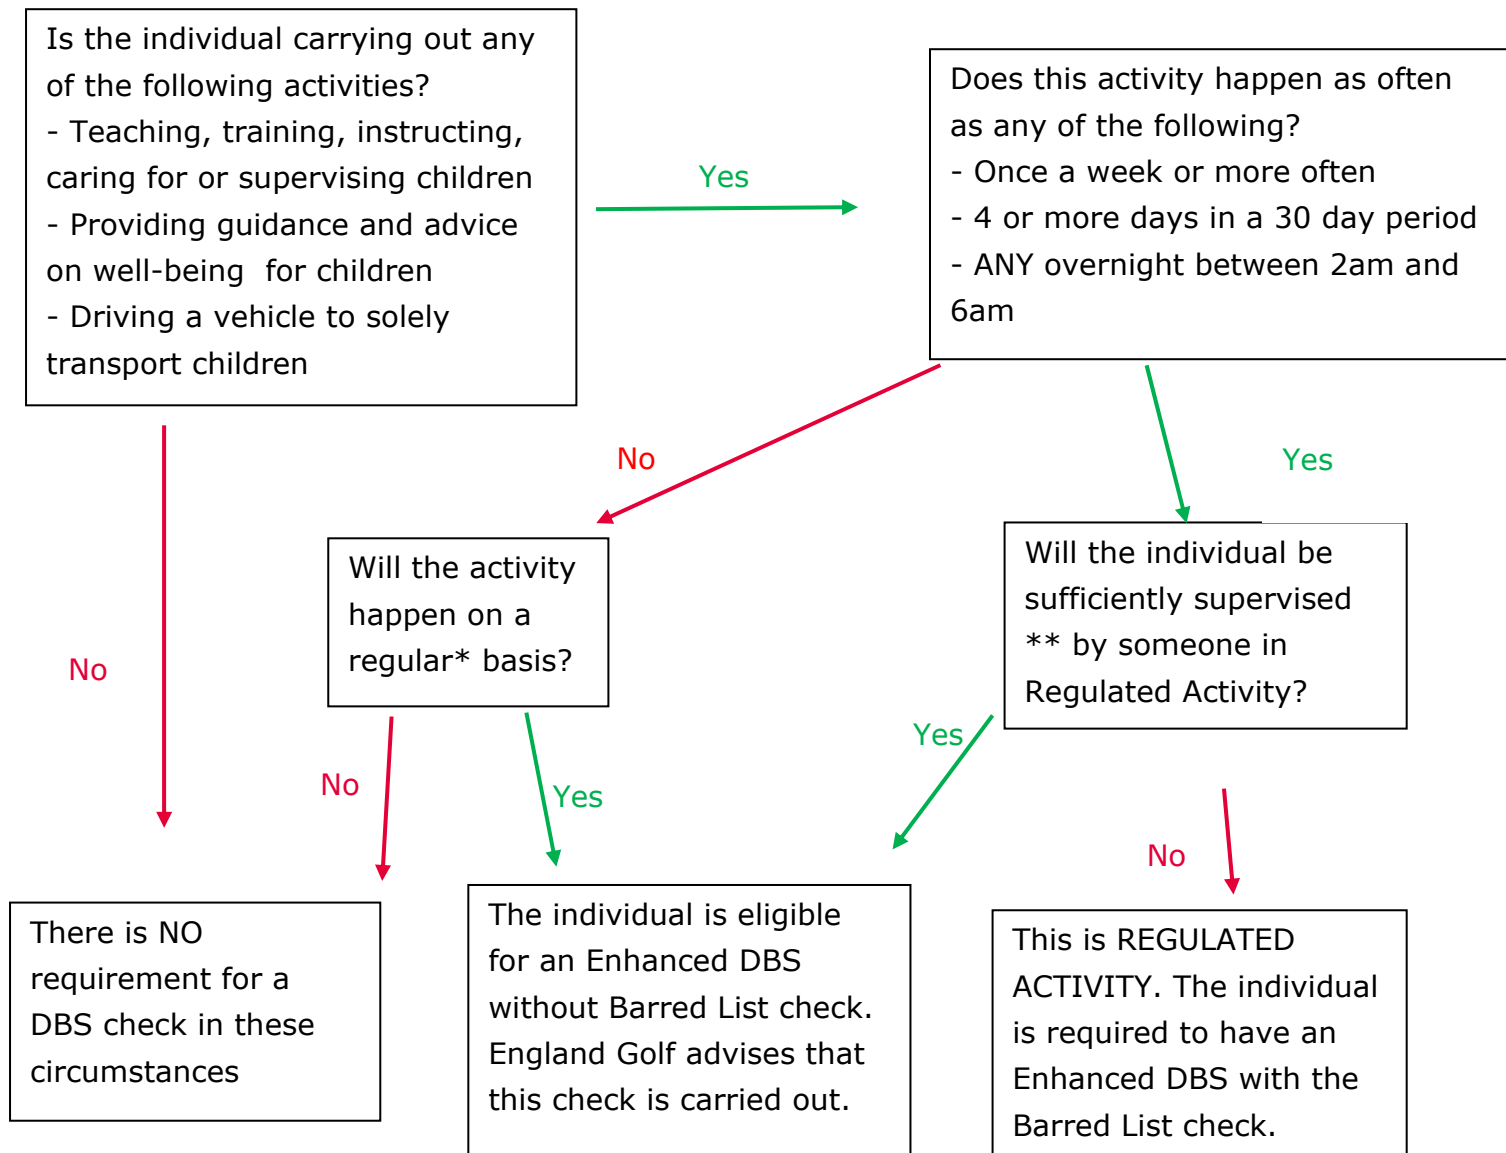 Is the individual carrying out any
of the following activities?
- Teaching, training, instructing,
caring for or supervising children
- Providing guidance and advice
on well-being  for children
- Driving a vehicle to solely
transport children
Yes
Does this activity happen as often
as any of the following?
- Once a week or more often
- 4 or more days in a 30 day period
- ANY overnight between 2am and
6am
No
Yes
Will the activity
happen on a
regular* basis?
Will the individual be
sufficiently supervised
** by someone in
Regulated Activity?
No
No
Yes
Yes
No
There is NO
requirement for a
DBS check in these
circumstances
The individual is eligible
for an Enhanced DBS
without Barred List check.
England Golf advises that
this check is carried out.
This is REGULATED
ACTIVITY. The individual
is required to have an
Enhanced DBS with the
Barred List check.